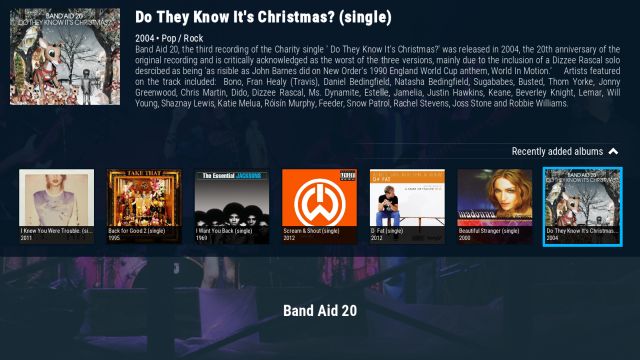 BAND AID 20
DO THEY KNOW IT'S CHRISTMAS?
Do They Know It's Christmas? (single)
2004 • Pop / Rock
Band Aid 20, the third recording of the Charity single ' Do They Know It's Christmas?' was released in 2004, the 20th anniversary of the
original recording and is critically acknowledged as the worst of the three versions, mainly due to the inclusion of a Dizzee Rascal solo
desrcibed as being 'as risible as John Barnes did on New Order's 1990 England World Cup anthem, World In Motion.' Artists featured
on the track included: Bono, Fran Healy (Travis), Daniel Bedingfield, Natasha Bedingfield, Sugababes, Busted, Thom Yorke, Jonny
Greenwood, Chris Martin, Dido, Dizzee Rascal, Ms. Dynamite, Estelle, Jamelia, Justin Hawkins, Keane, Beverley Knight, Lemar, Will
Young, Shaznay Lewis, Katie Melua, Róisín Murphy, Feeder, Snow Patrol, Rachel Stevens, Joss Stone and Robbie Williams.
Recently added albums
TAKE THAT
The Essential JACKSONS
madonna
BAND AID 20
DO THEY KNOW IT'S CHRISTMAS
I Knew You Were Trouble. (si...
2011
Back for Good 2 (single)
1995
I Want You Back (single)
1969
Scream & Shout (single)
2012
D Fat (single)
2012
Beautiful Stranger (single)
2000
Do They Know It's Christmas...
2004
Band Aid 20